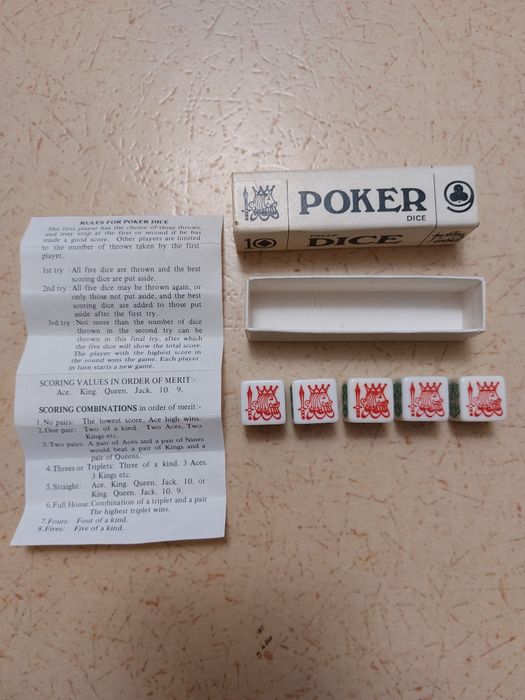 RULES FOR POKER DICE
The first player has the choice of three throws,
and may stop at the first or second if he has
made a good score. Other players are limited
to the number of throws taken by the first
player.
1st try :All five dice are thrown and the best
scoring dice are put aside.
2nd try :All five dice may be thrown again, or
only those not put aside, and the best
scoring dice are added to those put
aside after the first try.
3rd try :Not more than the number of dice
thrown in the second try can be
thrown in this final try, after which
the five dice will show the total score.
The player with the highest score in
the round wins the game. Each player
in turn starts a new game.
SCORING VALUES IN ORDER OF MERIT:-
Ace. King. Queen. Jack. 10. 9.
SCORING COMBINATIONS in order of merit:-
1.No pairs: The lowest score. Ace high wins.
2.One pair: Two of a kind. Two Aces, Two
Kings etc.
3.Two pairs: A pair of Aces and a pair of Nines
would beat a pair of Kings and a
pair of Queens.
4.Threes or Triplets: Three of a kind. 3 Aces.
3 Kings etc.
5.Straight: Ace. King. Queen. Jack. 10. or
King. Queen. Jack. 10. 9.
6.Full House:Combination of a triplet and a pair
The highest triplet wins.
7.Fours: Four of a kind.
8.Fives: Five of a kind.
POKER
DICE
9
10
POKER
DICE